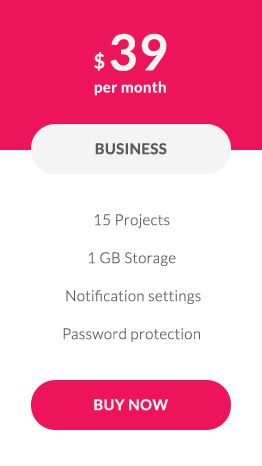 $39
per month
BUSINESS
15 Projects
1 GB Storage
Notification settings
Password protection
BUY NOW